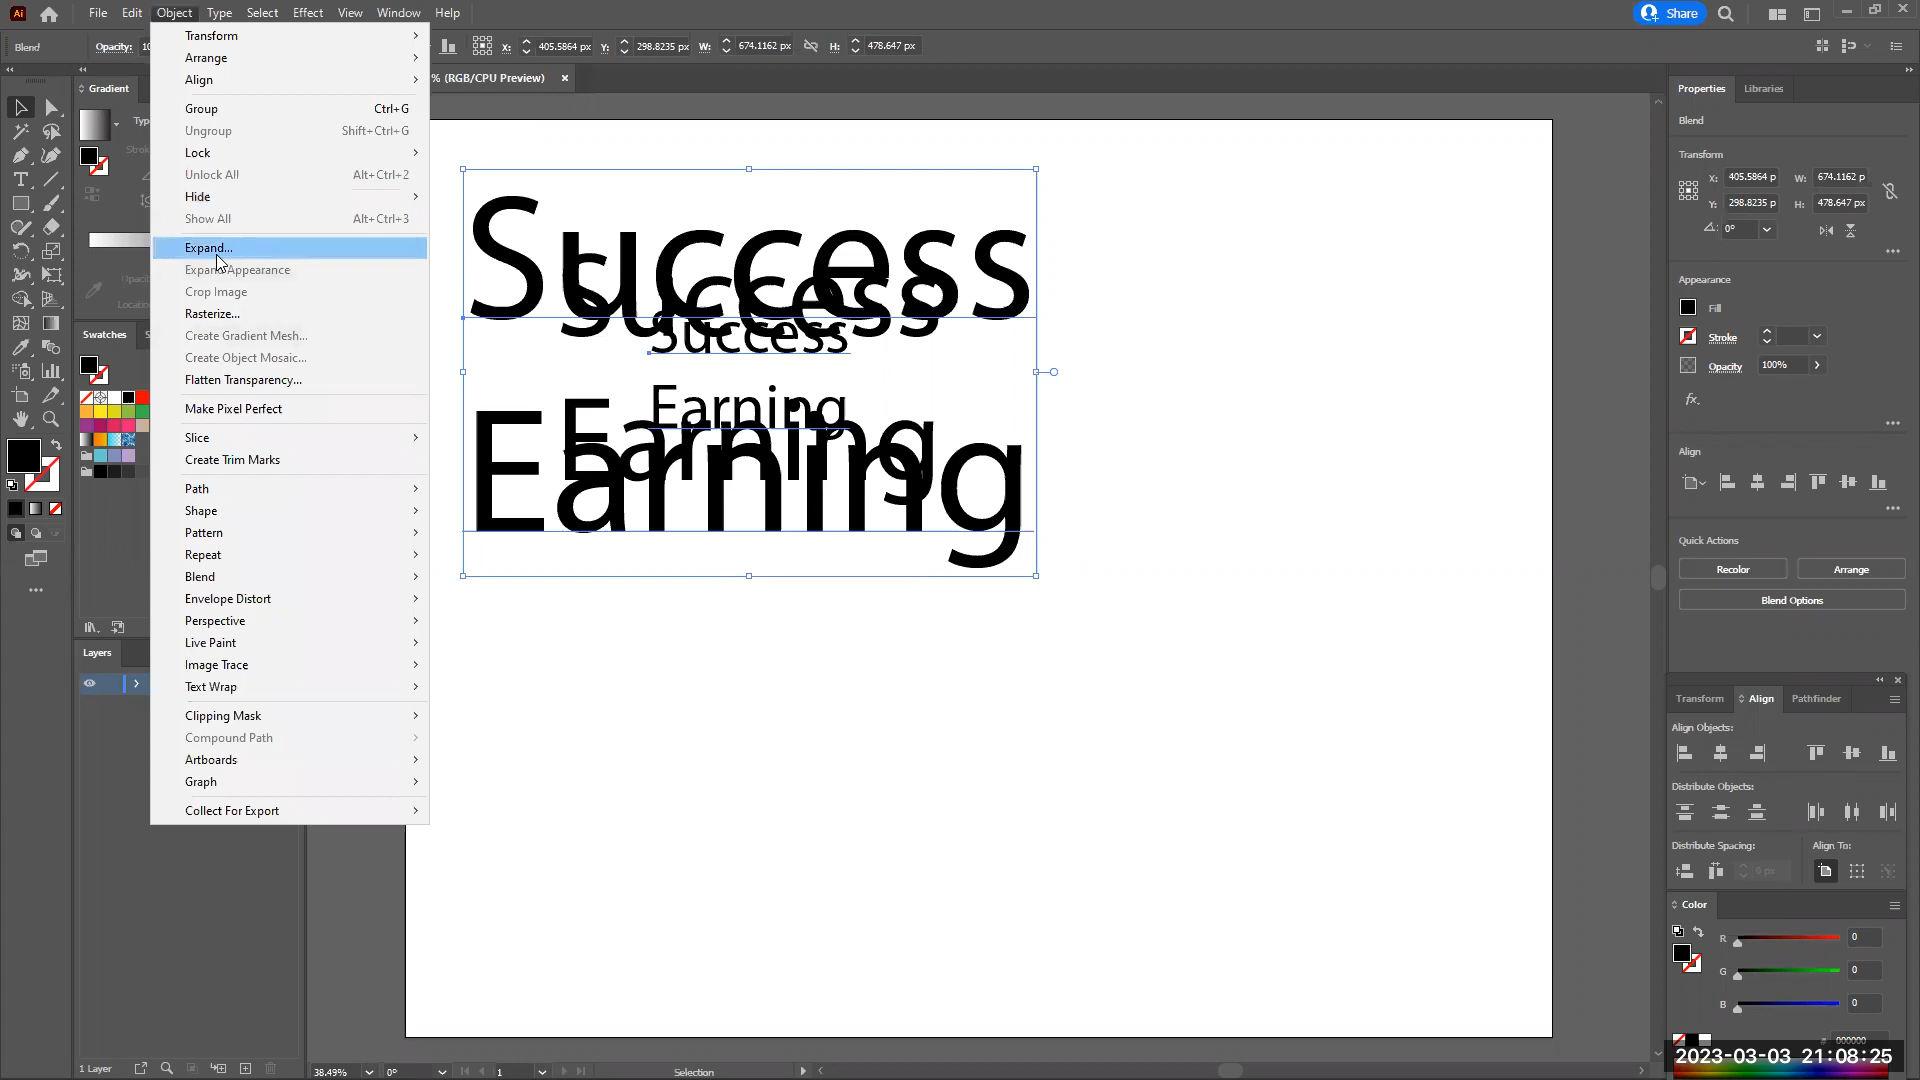 Ai File Edit Object Type Select Effect View Window Help Share
Blend Opacity: X: 405.5864 px Y: 298.8235 px W: 674.1162 px H: 478.647 px
% (RGB/CPU Preview)
Gradient
Swatches
Layers
1 Layer
Transform
Arrange
Align
Group Ctrl+G
Ungroup Shift+Ctrl+G
Lock
Unlock All Alt+Ctrl+2
Hide
Show All Alt+Ctrl+3
Expand...
Expand Appearance
Crop Image
Rasterize...
Create Gradient Mesh...
Create Object Mosaic...
Flatten Transparency...
Make Pixel Perfect
Slice
Create Trim Marks
Path
Shape
Pattern
Repeat
Blend
Envelope Distort
Perspective
Live Paint
Image Trace
Text Wrap
Clipping Mask
Compound Path
Artboards
Graph
Collect For Export
Success
Success
Success
Earning
Earning
Earning
38.49% 0° 1 Selection
Properties Libraries
Blend
Transform
X: 405.5864 p W: 674.1162 p
Y: 298.8235 p H: 478.647 px
0°
Appearance
Fill
Stroke
Opacity 100%
fx.
Align
Quick Actions
Recolor Arrange
Blend Options
Transform Align Pathfinder
Align Objects:
Distribute Objects:
Distribute Spacing: Align To:
0 px
Color
R 0
G 0
B 0
# 000000
2023-03-03 21:08:25